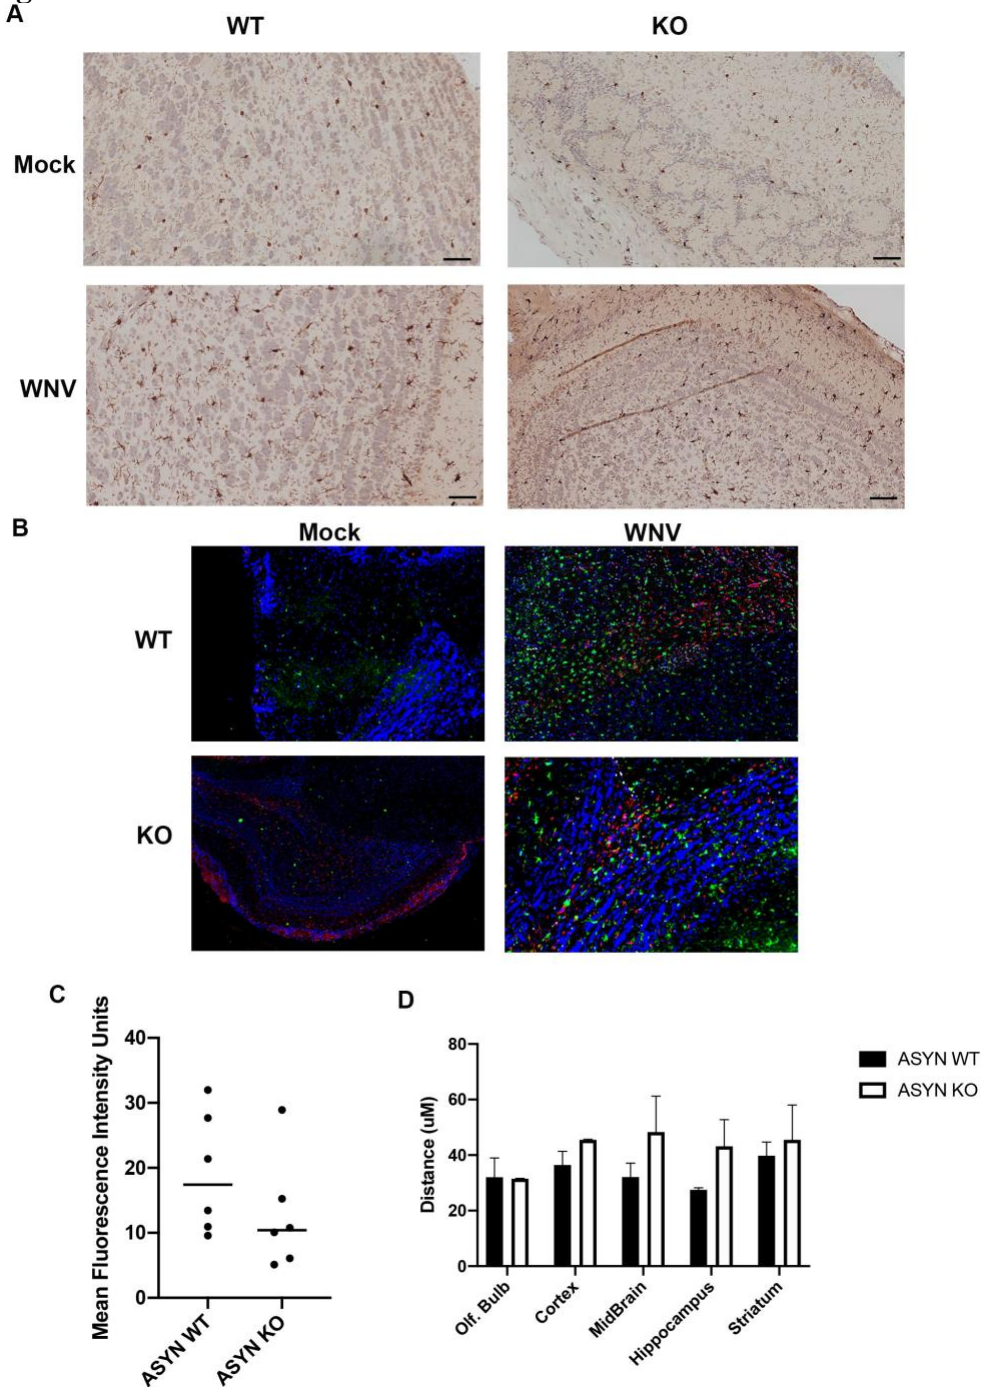 A
WT
KO
Mock
WNV
B
Mock
WNV
WT
KO
C
Mean Fluorescence Intensity Units
40
30
20
10
0
ASYN WT
ASYN KO
D
Distance (uM)
80
60
40
20
0
Olf. Bulb
Cortex
MidBrain
Hippocampus
Striatum
ASYN WT
ASYN KO